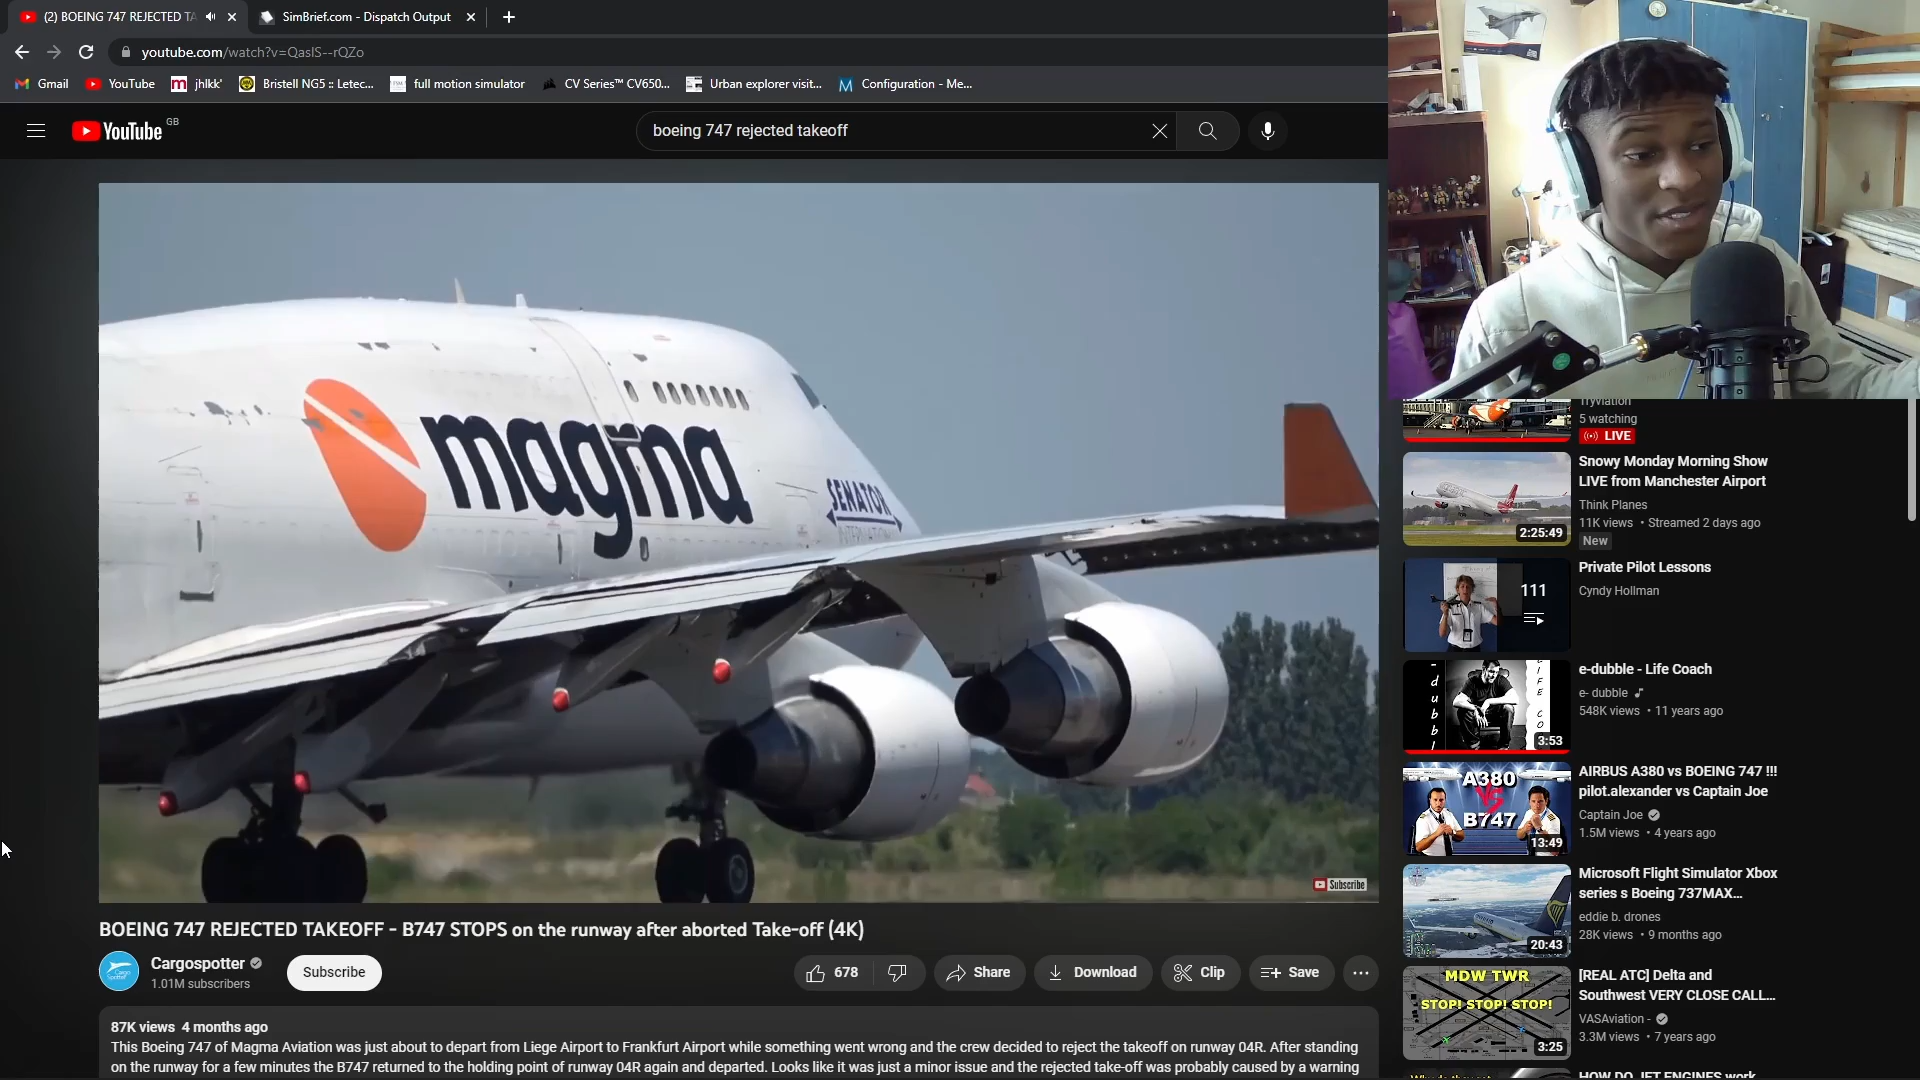 (2) BOEING 747 REJECTED TA
SimBrief.com - Dispatch Output
youtube.com/watch?v=QaslS--rQZo
Gmail
YouTube
jhlkk'
Bristell NG5 :: Letec...
full motion simulator
CV Series™ CV650...
Urban explorer visit...
Configuration - Me...
YouTube GB
boeing 747 rejected takeoff
magma
SENATOR
INTERNATIONAL
Subscribe
BOEING 747 REJECTED TAKEOFF - B747 STOPS on the runway after aborted Take-off (4K)
Cargospotter
1.01M subscribers
Subscribe
678
Share
Download
Clip
Save
87K views 4 months ago
This Boeing 747 of Magma Aviation was just about to depart from Liege Airport to Frankfurt Airport while something went wrong and the crew decided to reject the takeoff on runway 04R. After standing
on the runway for a few minutes the B747 returned to the holding point of runway 04R again and departed. Looks like it was just a minor issue and the rejected take-off was probably caused by a warning
Tryviation
5 watching
LIVE
Snowy Monday Morning Show
LIVE from Manchester Airport
Think Planes
11K views • Streamed 2 days ago
New
2:25:49
Private Pilot Lessons
Cyndy Hollman
111
e-dubble - Life Coach
e- dubble
548K views • 11 years ago
3:53
AIRBUS A380 vs BOEING 747 !!!
pilot.alexander vs Captain Joe
Captain Joe
1.5M views • 4 years ago
A380
VS
B747
13:49
Microsoft Flight Simulator Xbox
series s Boeing 737MAX...
eddie b. drones
28K views • 9 months ago
20:43
[REAL ATC] Delta and
Southwest VERY CLOSE CALL...
VASAviation -
3.3M views • 7 years ago
MDW TWR
STOP! STOP! STOP!
3:25
HOW DO JET ENGINES work